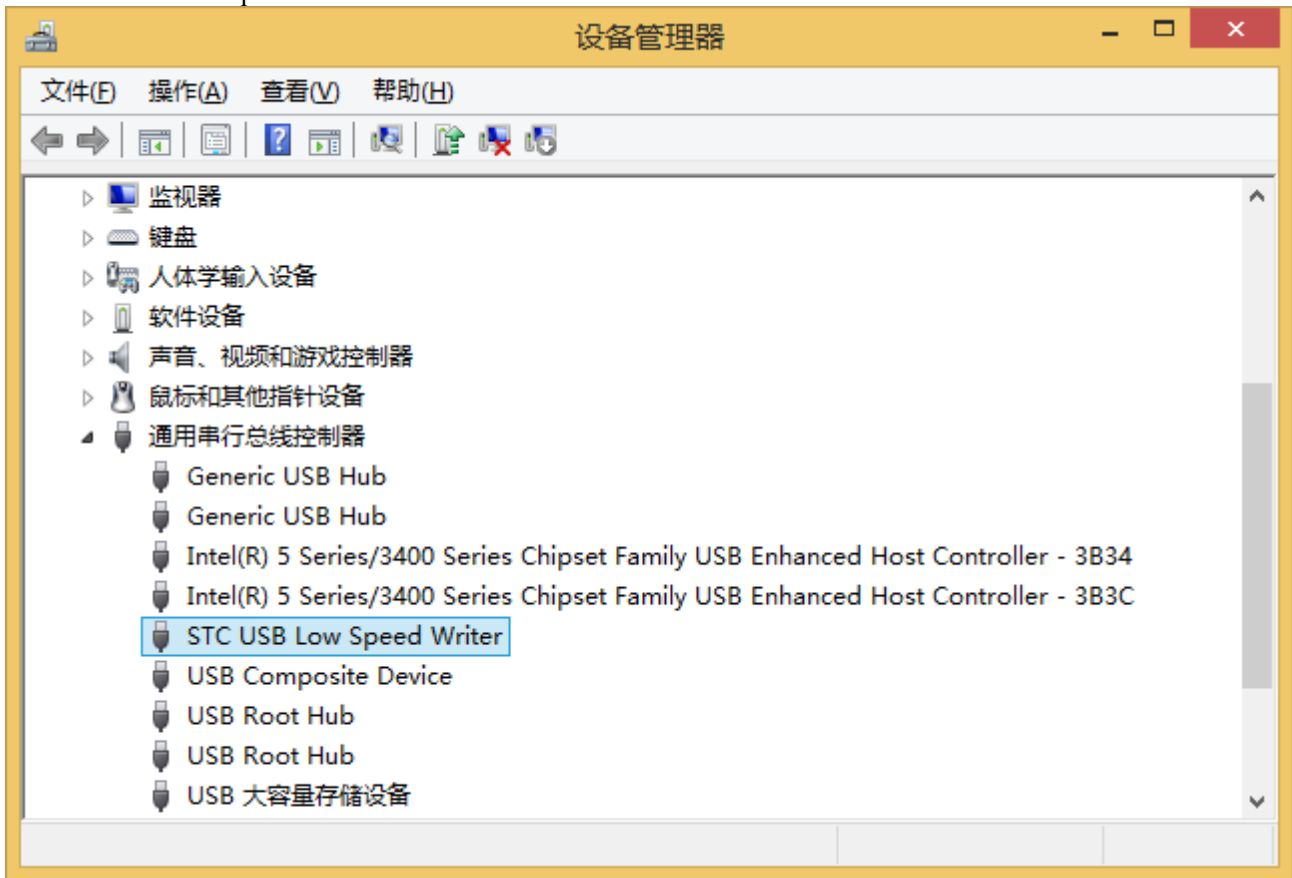 设备管理器
文件(F) 操作(A) 查看(V) 帮助(H)
监视器
键盘
人体学输入设备
软件设备
声音、视频和游戏控制器
鼠标和其他指针设备
通用串行总线控制器
Generic USB Hub
Generic USB Hub
Intel(R) 5 Series/3400 Series Chipset Family USB Enhanced Host Controller - 3B34
Intel(R) 5 Series/3400 Series Chipset Family USB Enhanced Host Controller - 3B3C
STC USB Low Speed Writer
USB Composite Device
USB Root Hub
USB Root Hub
USB 大容量存储设备